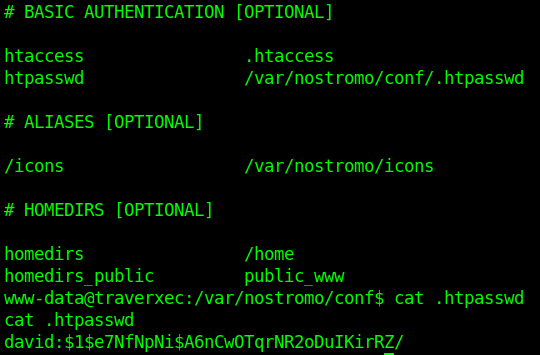 # BASIC AUTHENTICATION [OPTIONAL]
htaccess .htaccess
htpasswd /var/nostromo/conf/.htpasswd
# ALIASES [OPTIONAL]
/icons /var/nostromo/icons
# HOMEDIRS [OPTIONAL]
homedirs /home
homedirs_public public_www
www-data@traverxec:/var/nostromo/conf$ cat .htpasswd
cat .htpasswd
david:$1$e7NfNpNi$A6nCwOTqrNR2oDuIKirRZ/